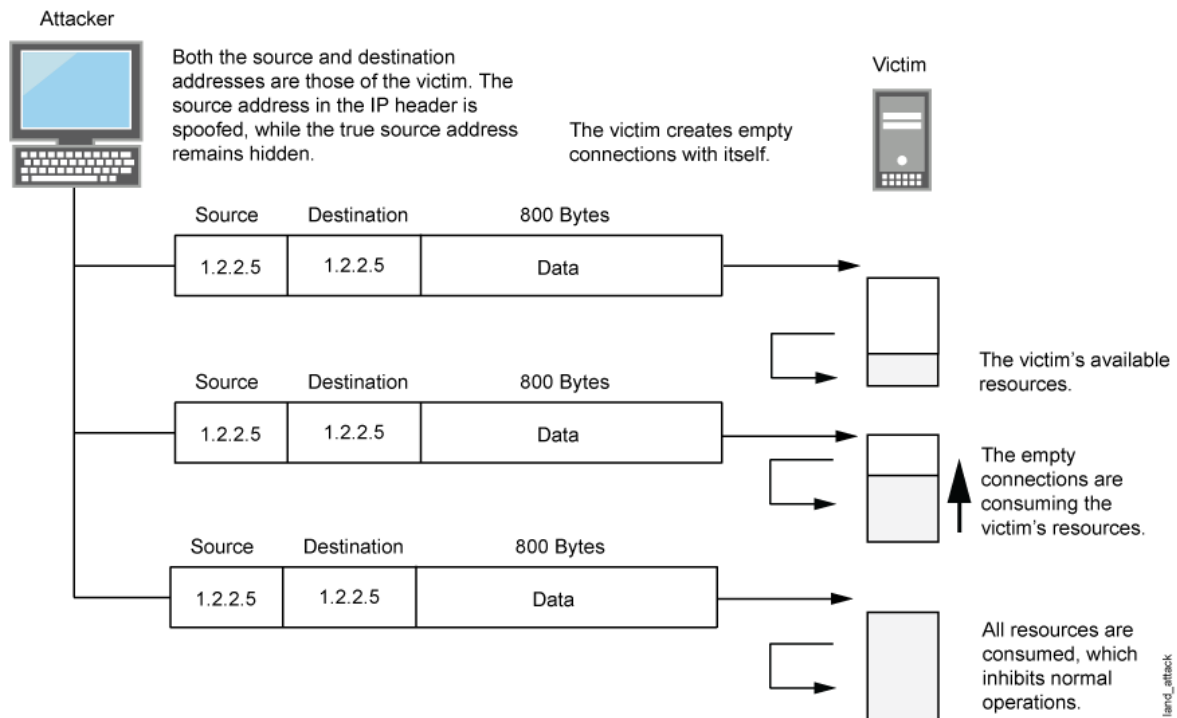 Attacker
Both the source and destination
addresses are those of the victim. The
source address in the IP header is
spoofed, while the true source address
remains hidden.
The victim creates empty
connections with itself.
Victim
Source Destination 800 Bytes
1.2.2.5 1.2.2.5 Data
The victim's available
resources.
Source Destination 800 Bytes
1.2.2.5 1.2.2.5 Data
The empty
connections are
consuming the
victim's resources.
Source Destination 800 Bytes
1.2.2.5 1.2.2.5 Data
All resources are
consumed, which
inhibits normal
operations.
land_attack